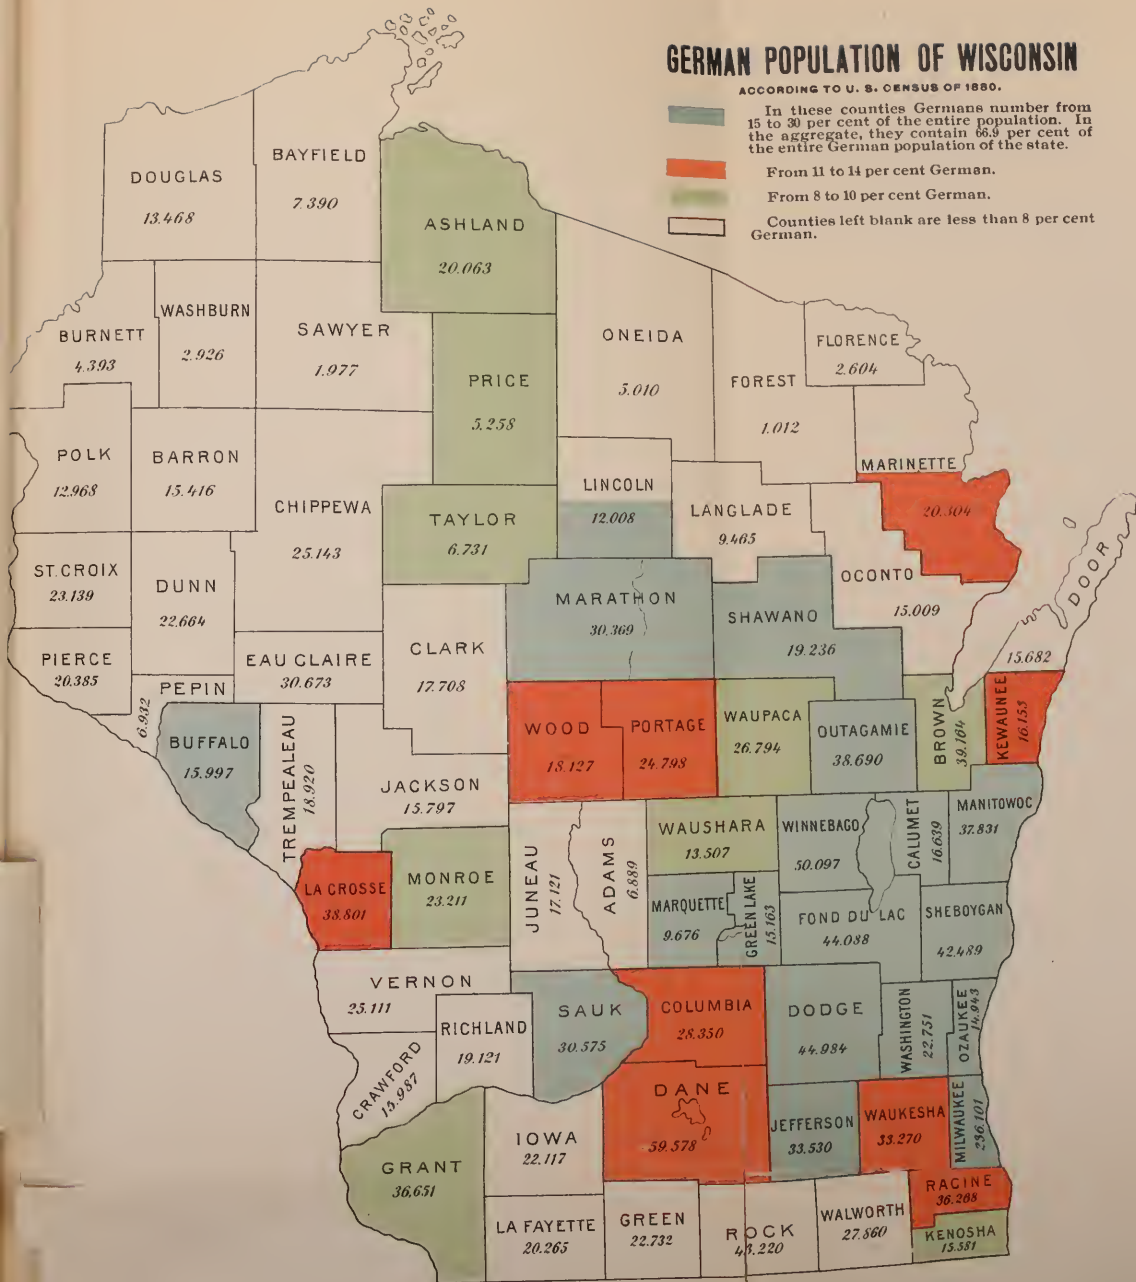 GERMAN POPULATION OF WISCONSIN
ACCORDING TO U. S. CENSUS OF 1880.
In these counties Germans number from
15 to 30 per cent of the entire population. In
the aggregate, they contain 66.9 per cent of
the entire German population of the state.
From 11 to 14 per cent German.
From 8 to 10 per cent German.
Counties left blank are less than 8 per cent
German.
DOUGLAS
13.468
BAYFIELD
7.390
ASHLAND
20.063
BURNETT
4.393
WASHBURN
2.926
SAWYER
1.977
PRICE
5.258
ONEIDA
5.010
FOREST
1.012
FLORENCE
2.604
MARINETTE
20.304
POLK
12.968
BARRON
15.416
CHIPPEWA
25.143
TAYLOR
6.731
LINCOLN
12.008
LANGLADE
9.465
OCONTO
15.009
DOOR
15.682
ST. CROIX
23.139
DUNN
22.664
CLARK
17.708
MARATHON
30.369
SHAWANO
19.236
PIERCE
20.385
PEPIN
6.932
EAU CLAIRE
30.673
BUFFALO
15.997
TREMPEALEAU
18.920
JACKSON
15.797
WOOD
18.127
PORTAGE
24.798
WAUPACA
26.794
OUTAGAMIE
38.690
BROWN
39.164
KEWAUNEE
16.153
LA CROSSE
38.801
MONROE
23.211
JUNEAU
17.121
ADAMS
6.889
WAUSHARA
13.507
WINNEBAGO
50.097
CALUMET
16.639
MANITOWOC
37.831
MARQUETTE
9.676
GREEN LAKE
15.163
FOND DU LAC
44.088
SHEBOYGAN
42.489
VERNON
25.111
RICHLAND
19.121
SAUK
30.575
COLUMBIA
28.350
DODGE
44.984
WASHINGTON
22.751
OZAUKEE
14.943
CRAWFORD
15.987
GRANT
36,651
IOWA
22.117
DANE
59.578
JEFFERSON
33.530
WAUKESHA
33.270
MILWAUKEE
236.101
LA FAYETTE
20.265
GREEN
22.732
ROCK
43.220
WALWORTH
27.860
RACINE
36.268
KENOSHA
15.581